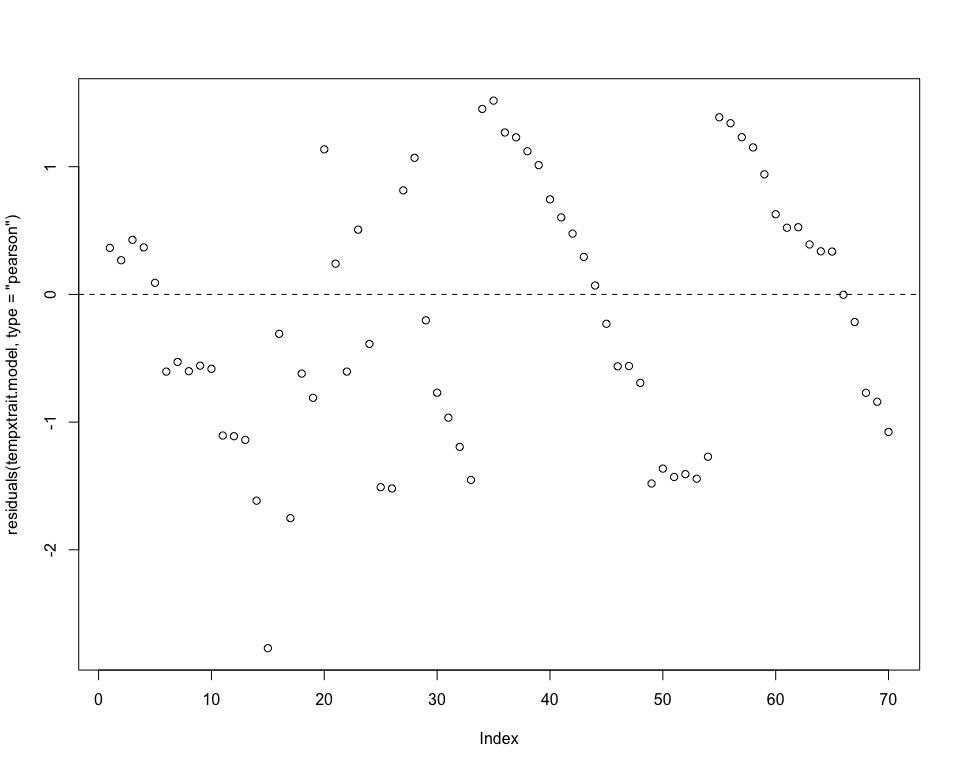 residuals(tempxtrait.model, type = "pearson")
1
0
-1
-2
0 10 20 30 40 50 60 70
Index